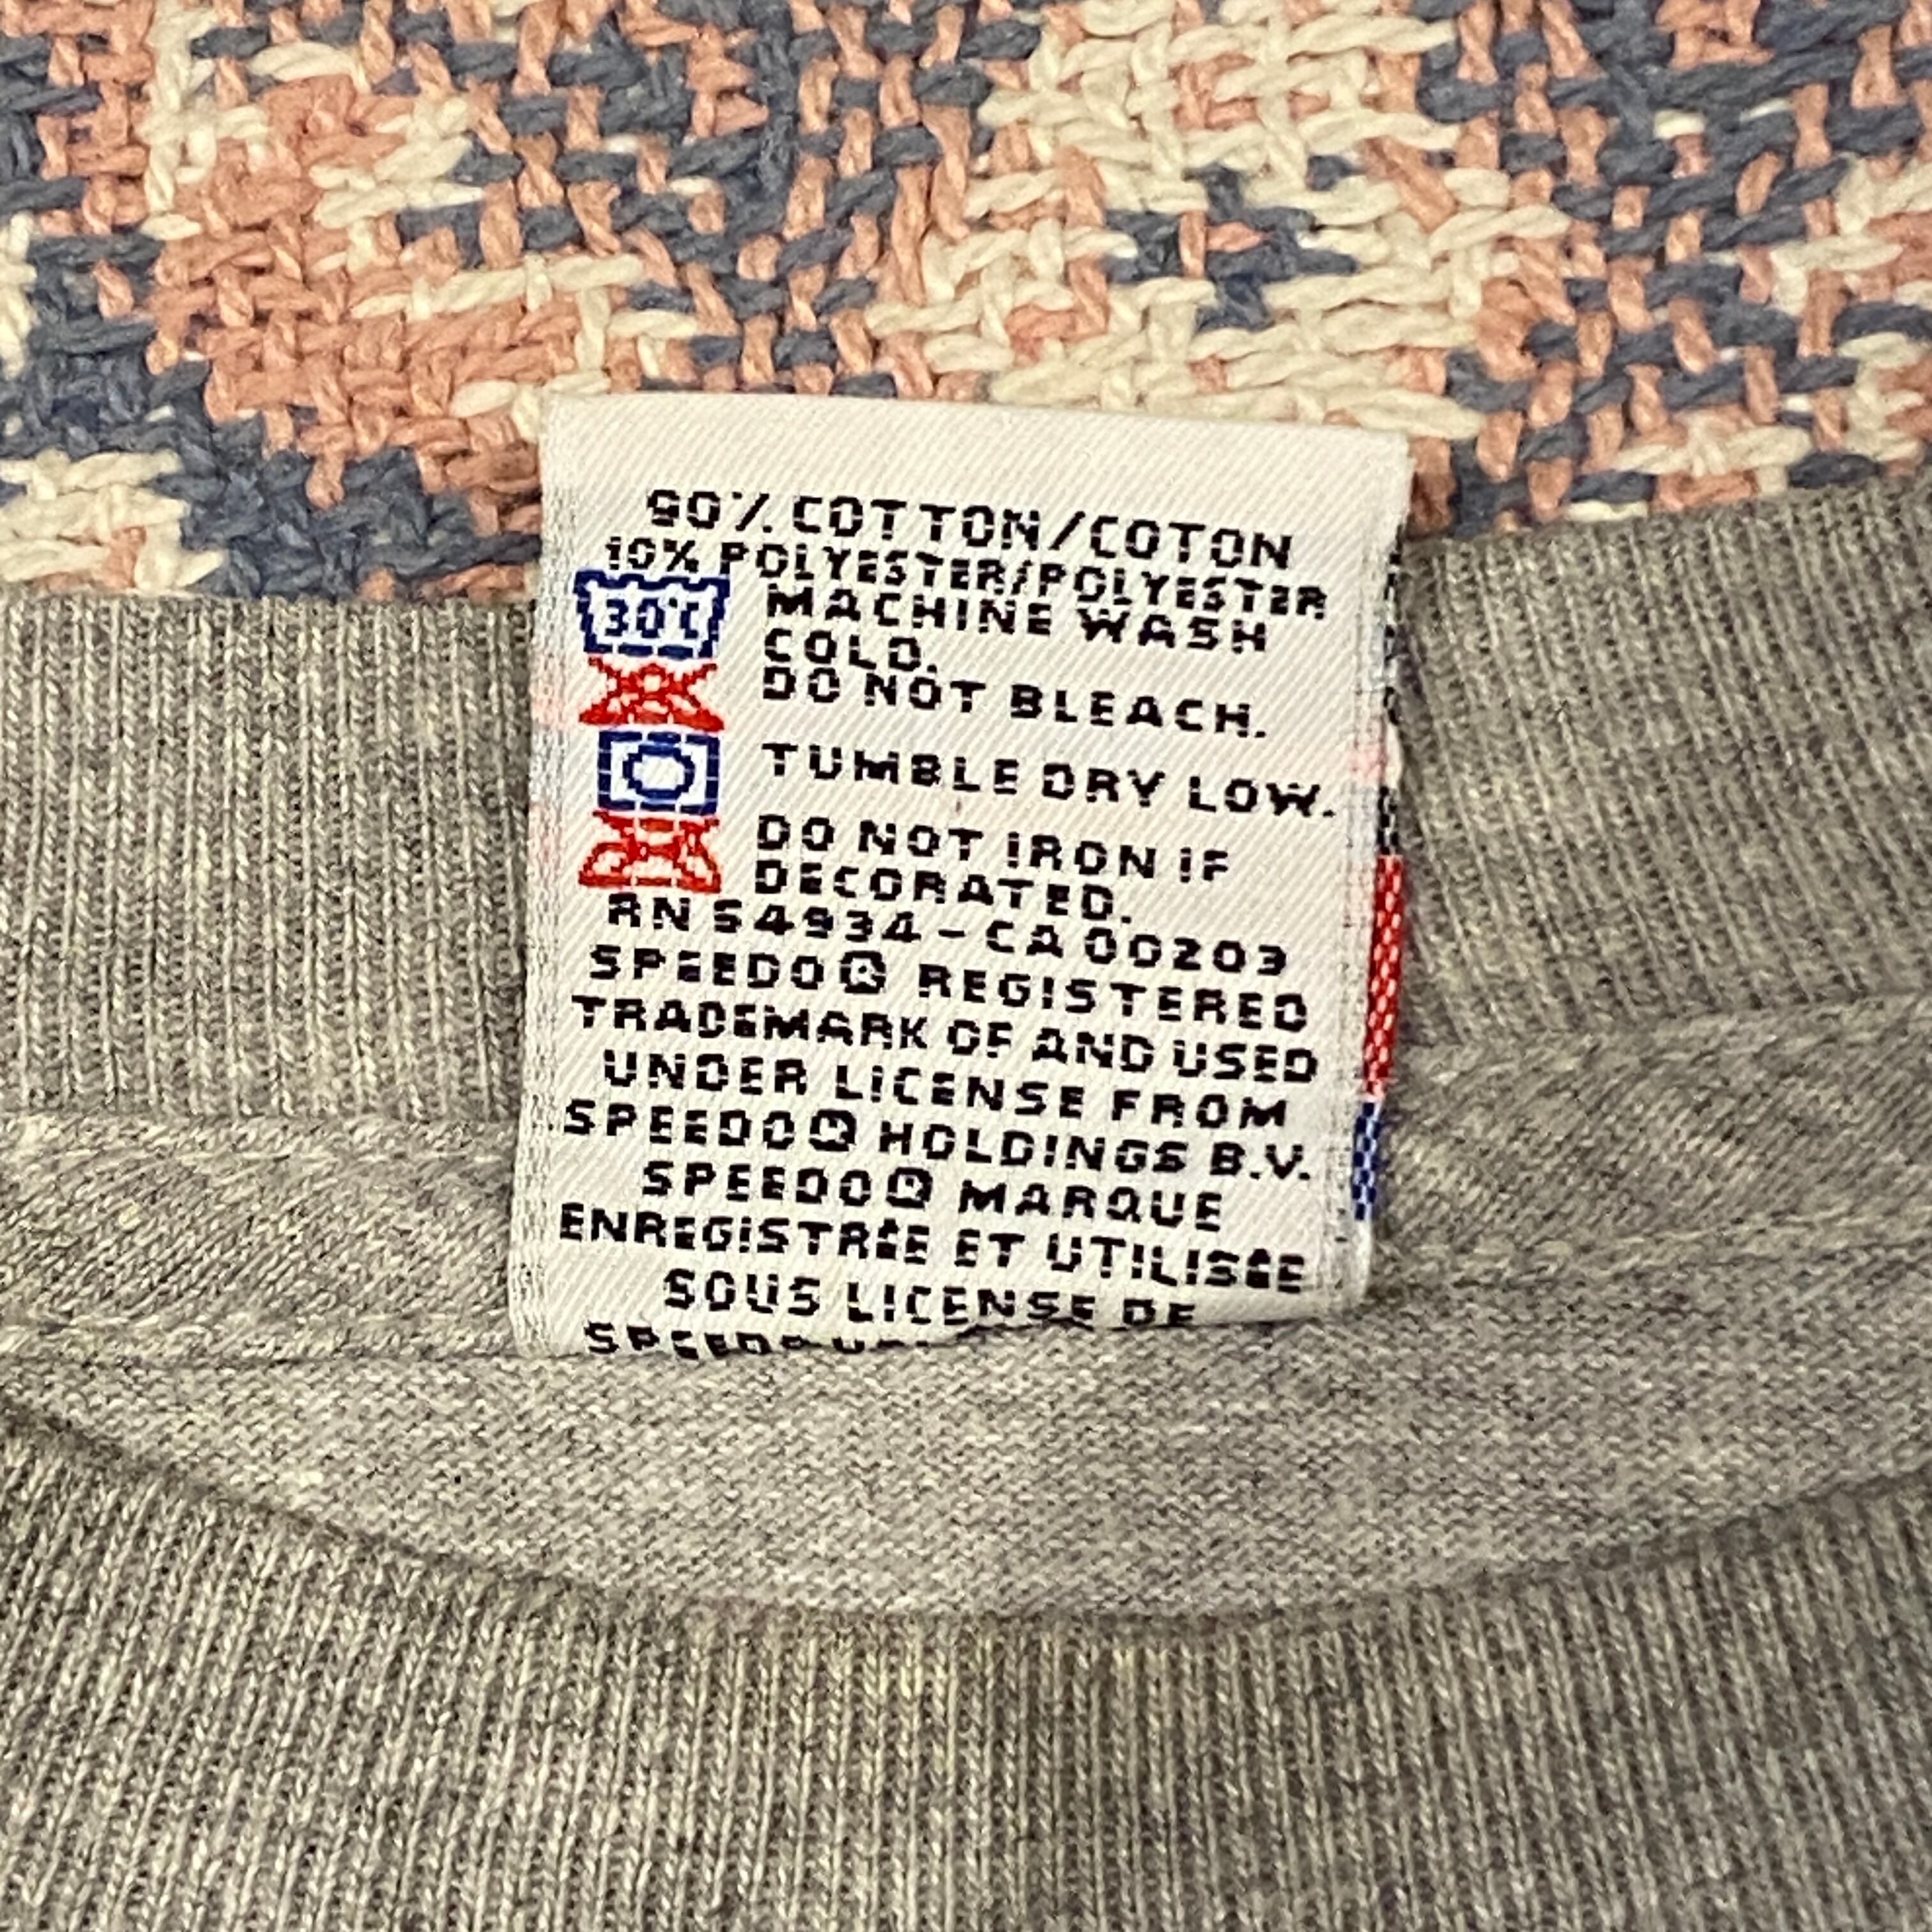 90% COTTON/COTON
10% POLYESTER/POLYESTER
30°C MACHINE WASH
COLD.
DO NOT BLEACH.
TUMBLE DRY LOW.
DO NOT IRON IF
DECORATED.
RN 54934-CA 00203
SPEEDO® REGISTERED
TRADEMARK OF AND USED
UNDER LICENSE FROM
SPEEDO® HOLDINGS B.V.
SPEEDO® MARQUE
ENREGISTRÉE ET UTILISÉE
SOUS LICENSE DE
SPEEDO